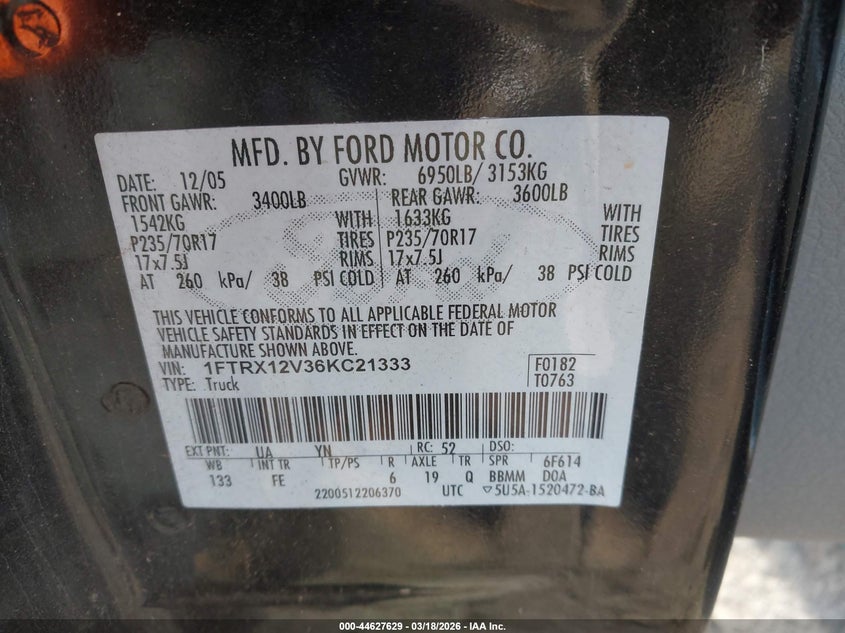 MFD. BY FORD MOTOR CO.
DATE: 12/05 GVWR: 6950LB/ 3153KG
FRONT GAWR: 3400LB REAR GAWR: 3600LB
1542KG WITH 1633KG WITH
P235/70R17 TIRES P235/70R17 TIRES
17x7.5J RIMS 17x7.5J RIMS
AT 260 kPa/ 38 PSI COLD AT 260 kPa/ 38 PSI COLD
THIS VEHICLE CONFORMS TO ALL APPLICABLE FEDERAL MOTOR
VEHICLE SAFETY STANDARDS IN EFFECT ON THE DATE OF
MANUFACTURE SHOWN ABOVE.
VIN: 1FTRX12V36KC21333 F0182
TYPE: Truck T0763
EXT PNT: UA YN RC: 52 DSO:
WB INT TR TP/PS R AXLE TR SPR 6F614
133 FE 6 19 Q BBMM DOA
2200512206370 UTC ▽5U5A-1520472-BA
000-44627629 - 03/18/2026 - IAA Inc.